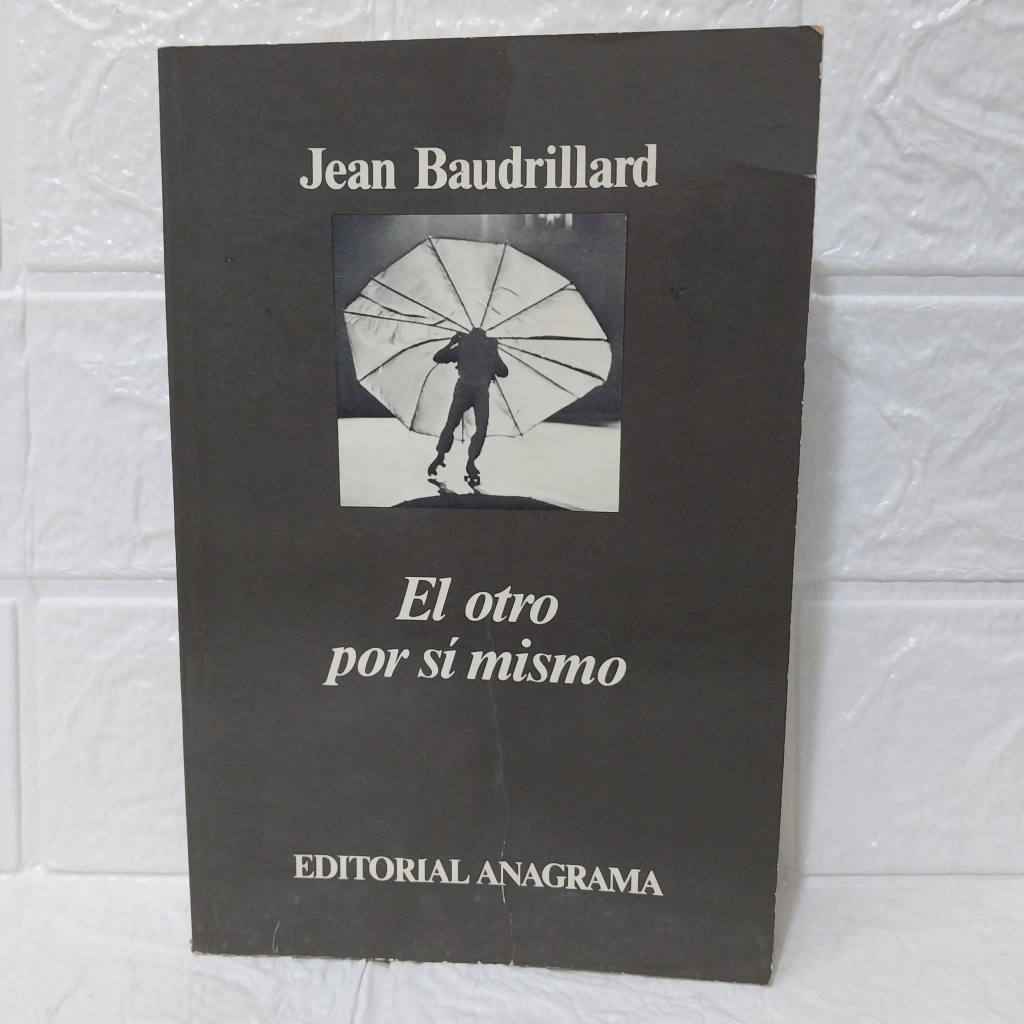 Jean Baudrillard
El otro
por sí mismo
EDITORIAL ANAGRAMA